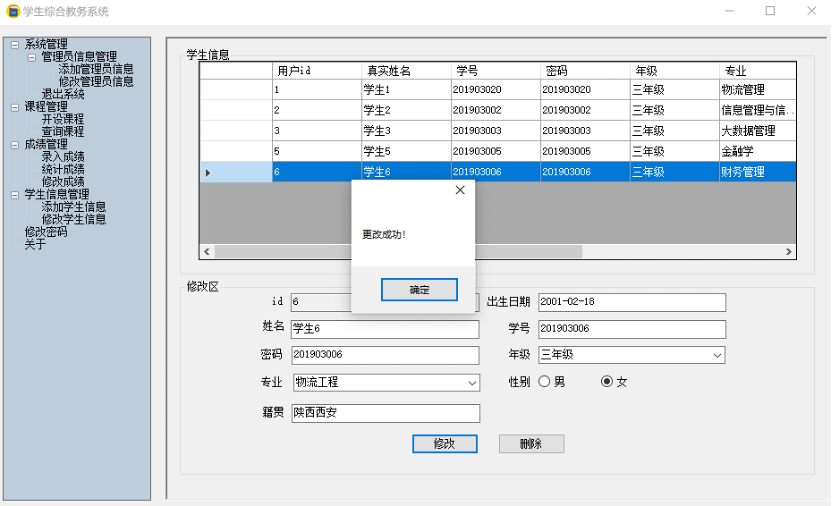 学生综合教务系统
系统管理
管理员信息管理
添加管理员信息
修改管理员信息
退出系统
课程管理
开设课程
查询课程
成绩管理
录入成绩
统计成绩
修改成绩
学生信息管理
添加学生信息
修改学生信息
修改密码
关于
学生信息
用户id 真实姓名 学号 密码 年级 专业
1 学生1 201903020 201903020 三年级 物流管理
2 学生2 201903002 201903002 三年级 信息管理与信...
3 学生3 201903003 201903003 三年级 大数据管理
5 学生5 201903005 201903005 三年级 金融学
6 学生6 201903006 201903006 三年级 财务管理
更改成功!
确定
修改区
id 6 出生日期 2001-02-18
姓名 学生6 学号 201903006
密码 201903006 年级 三年级
专业 物流工程 性别 男 女
籍贯 陕西西安
修改 删除